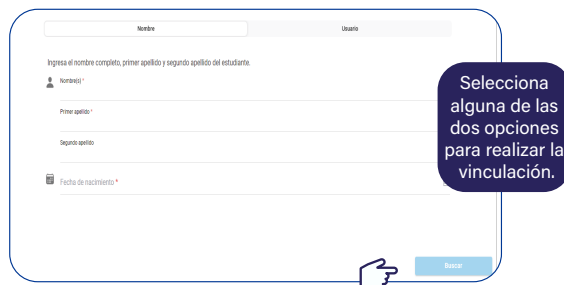 Nombre
Usuario
Ingresa el nombre completo, primer apellido y segundo apellido del estudiante.
Nombre(s) *
Primer apellido *
Segundo apellido
Fecha de nacimiento *
Buscar
Selecciona
alguna de las
dos opciones
para realizar la
vinculación.